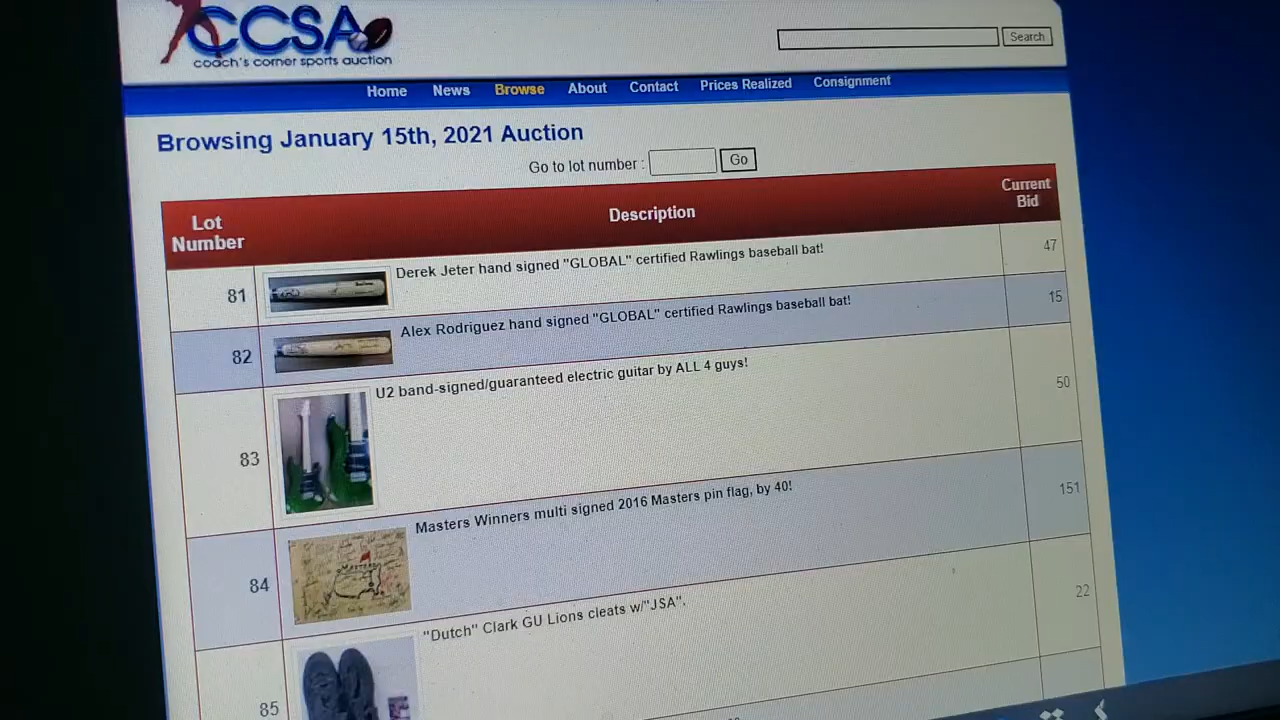 CCSA
coach's corner sports auction
Search
Home News Browse About Contact Prices Realized Consignment
Browsing January 15th, 2021 Auction
Go to lot number : Go
Lot Number Description Current Bid
81 Derek Jeter hand signed "GLOBAL" certified Rawlings baseball bat! 47
82 Alex Rodriguez hand signed "GLOBAL" certified Rawlings baseball bat! 15
83 U2 band-signed/guaranteed electric guitar by ALL 4 guys! 50
84 Masters Winners multi signed 2016 Masters pin flag, by 40! 151
85 "Dutch" Clark GU Lions cleats w/"JSA". 22